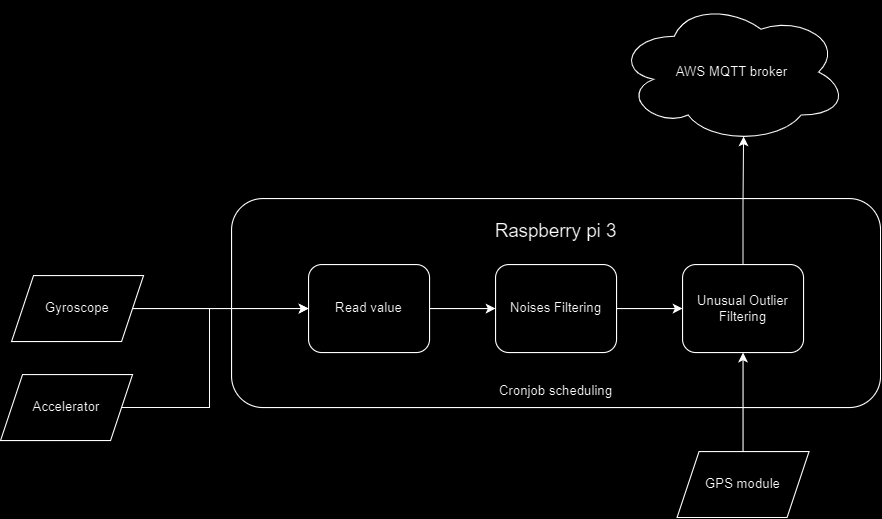 AWS MQTT broker
Raspberry pi 3
Gyroscope
Read value
Noises Filtering
Unusual Outlier
Filtering
Accelerator
Cronjob scheduling
GPS module